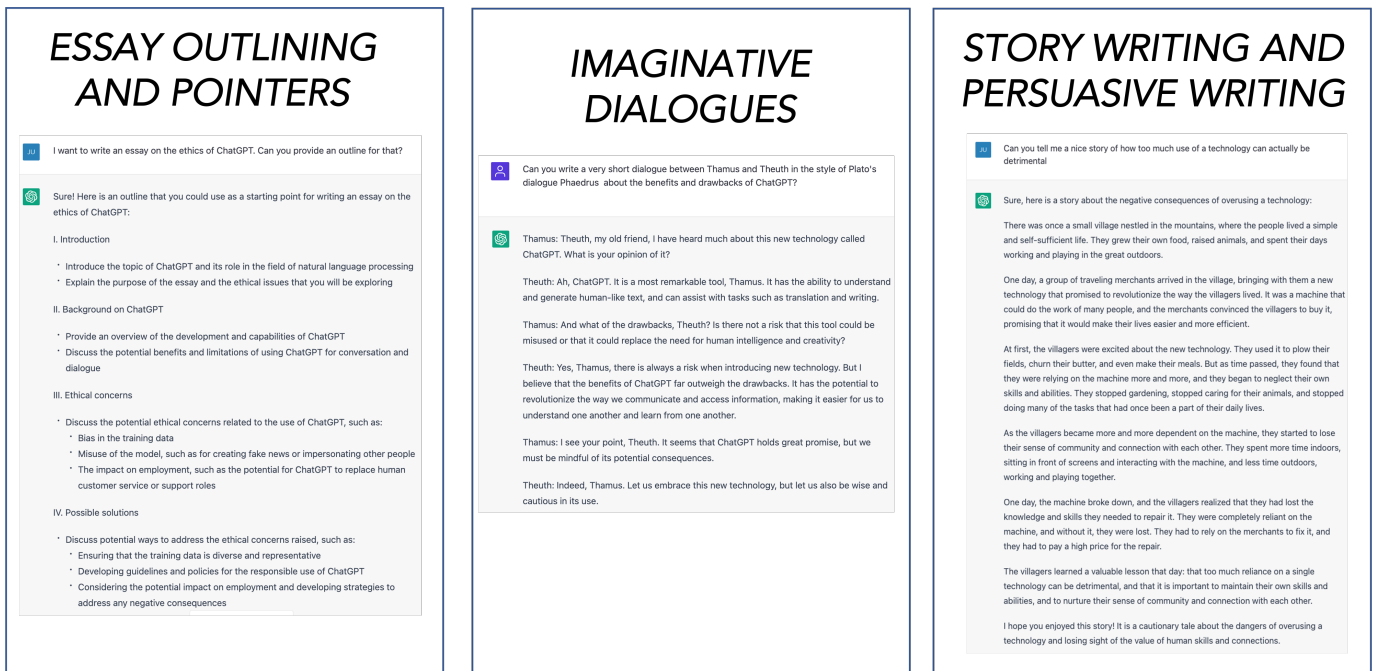 ESSAY OUTLINING
AND POINTERS
JU
I want to write an essay on the ethics of ChatGPT. Can you provide an outline for that?
Sure! Here is an outline that you could use as a starting point for writing an essay on the
ethics of ChatGPT:
I. Introduction
• Introduce the topic of ChatGPT and its role in the field of natural language processing
• Explain the purpose of the essay and the ethical issues that you will be exploring
II. Background on ChatGPT
• Provide an overview of the development and capabilities of ChatGPT
• Discuss the potential benefits and limitations of using ChatGPT for conversation and
dialogue
III. Ethical concerns
• Discuss the potential ethical concerns related to the use of ChatGPT, such as:
• Bias in the training data
• Misuse of the model, such as for creating fake news or impersonating other people
• The impact on employment, such as the potential for ChatGPT to replace human
customer service or support roles
IV. Possible solutions
• Discuss potential ways to address the ethical concerns raised, such as:
• Ensuring that the training data is diverse and representative
• Developing guidelines and policies for the responsible use of ChatGPT
• Considering the potential impact on employment and developing strategies to
address any negative consequences
IMAGINATIVE
DIALOGUES
Can you write a very short dialogue between Thamus and Theuth in the style of Plato's
dialogue Phaedrus about the benefits and drawbacks of ChatGPT?
Thamus: Theuth, my old friend, I have heard much about this new technology called
ChatGPT. What is your opinion of it?
Theuth: Ah, ChatGPT. It is a most remarkable tool, Thamus. It has the ability to understand
and generate human-like text, and can assist with tasks such as translation and writing.
Thamus: And what of the drawbacks, Theuth? Is there not a risk that this tool could be
misused or that it could replace the need for human intelligence and creativity?
Theuth: Yes, Thamus, there is always a risk when introducing new technology. But I
believe that the benefits of ChatGPT far outweigh the drawbacks. It has the potential to
revolutionize the way we communicate and access information, making it easier for us to
understand one another and learn from one another.
Thamus: I see your point, Theuth. It seems that ChatGPT holds great promise, but we
must be mindful of its potential consequences.
Theuth: Indeed, Thamus. Let us embrace this new technology, but let us also be wise and
cautious in its use.
STORY WRITING AND
PERSUASIVE WRITING
JU
Can you tell me a nice story of how too much use of a technology can actually be
detrimental
Sure, here is a story about the negative consequences of overusing a technology:
There was once a small village nestled in the mountains, where the people lived a simple
and self-sufficient life. They grew their own food, raised animals, and spent their days
working and playing in the great outdoors.
One day, a group of traveling merchants arrived in the village, bringing with them a new
technology that promised to revolutionize the way the villagers lived. It was a machine that
could do the work of many people, and the merchants convinced the villagers to buy it,
promising that it would make their lives easier and more efficient.
At first, the villagers were excited about the new technology. They used it to plow their
fields, churn their butter, and even make their meals. But as time passed, they found that
they were relying on the machine more and more, and they began to neglect their own
skills and abilities. They stopped gardening, stopped caring for their animals, and stopped
doing many of the tasks that had once been a part of their daily lives.
As the villagers became more and more dependent on the machine, they started to lose
their sense of community and connection with each other. They spent more time indoors,
sitting in front of screens and interacting with the machine, and less time outdoors,
working and playing together.
One day, the machine broke down, and the villagers realized that they had lost the
knowledge and skills they needed to repair it. They were completely reliant on the
machine, and without it, they were lost. They had to rely on the merchants to fix it, and
they had to pay a high price for the repair.
The villagers learned a valuable lesson that day: that too much reliance on a single
technology can be detrimental, and that it is important to maintain their own skills and
abilities, and to nurture their sense of community and connection with each other.
I hope you enjoyed this story! It is a cautionary tale about the dangers of overusing a
technology and losing sight of the value of human skills and connections.